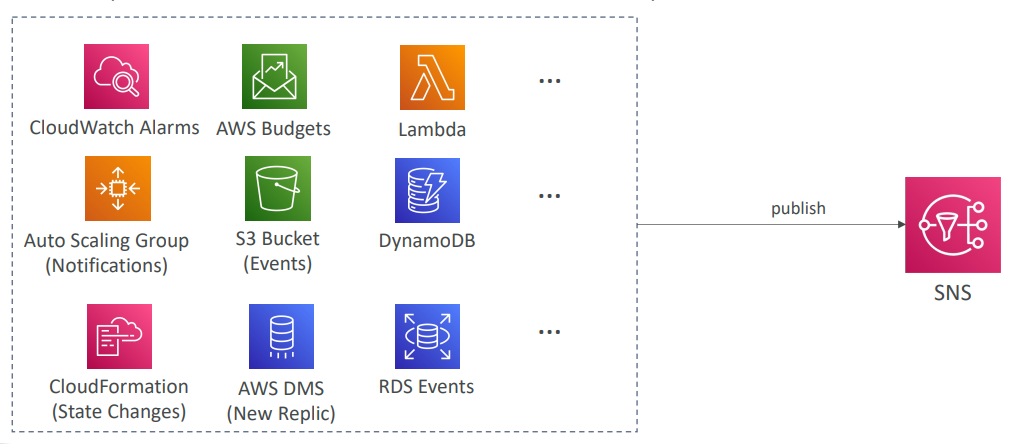 CloudWatch Alarms
AWS Budgets
Lambda
...
Auto Scaling Group
(Notifications)
S3 Bucket
(Events)
DynamoDB
...
CloudFormation
(State Changes)
AWS DMS
(New Replic)
RDS Events
...
publish
SNS